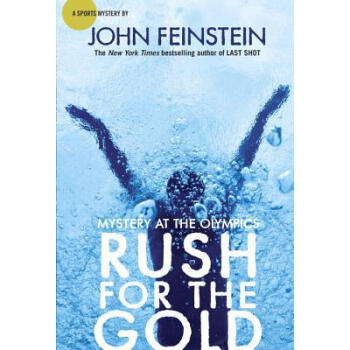 A SPORTS MYSTERY BY
JOHN FEINSTEIN
The New York Times bestselling author of LAST SHOT
MYSTERY AT THE OLYMPICS
RUSH
FOR THE
GOLD